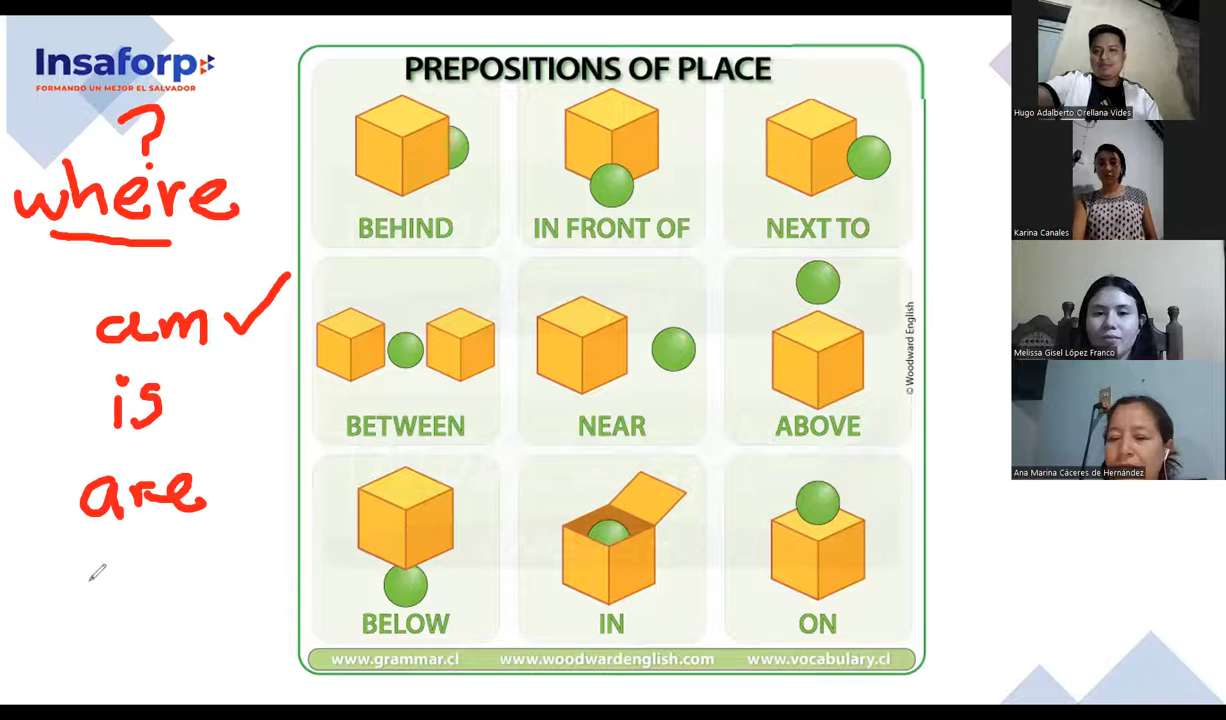 Insaforp
FORMANDO UN MEJOR EL SALVADOR
?
where
am ✓
is
are
PREPOSITIONS OF PLACE
BEHIND
IN FRONT OF
NEXT TO
BETWEEN
NEAR
ABOVE
BELOW
IN
ON
© Woodward English
www.grammar.cl
www.woodwardenglish.com
www.vocabulary.cl
Hugo Adalberto Orellana Vides
Karina Canales
Melissa Gisel López Franco
Ana Marina Cáceres de Hernández